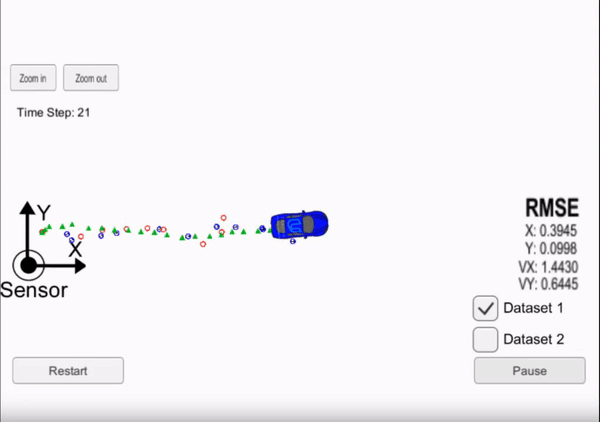 Zoom in
Zoom out
Time Step: 21
Y
X
Sensor
RMSE
X: 0.3945
Y: 0.0998
VX: 1.4430
VY: 0.6445
Dataset 1
Dataset 2
Restart
Pause